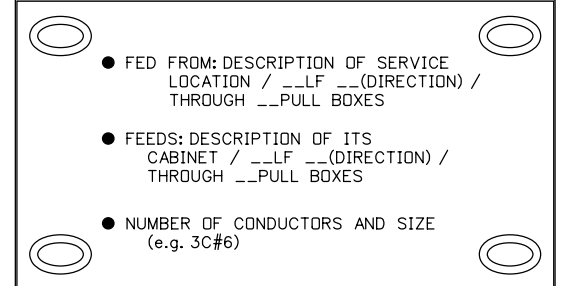 ● FED FROM: DESCRIPTION OF SERVICE
LOCATION / __LF __(DIRECTION) /
THROUGH __PULL BOXES
● FEEDS: DESCRIPTION OF ITS
CABINET / __LF __(DIRECTION) /
THROUGH __PULL BOXES
● NUMBER OF CONDUCTORS AND SIZE
(e.g. 3C#6)